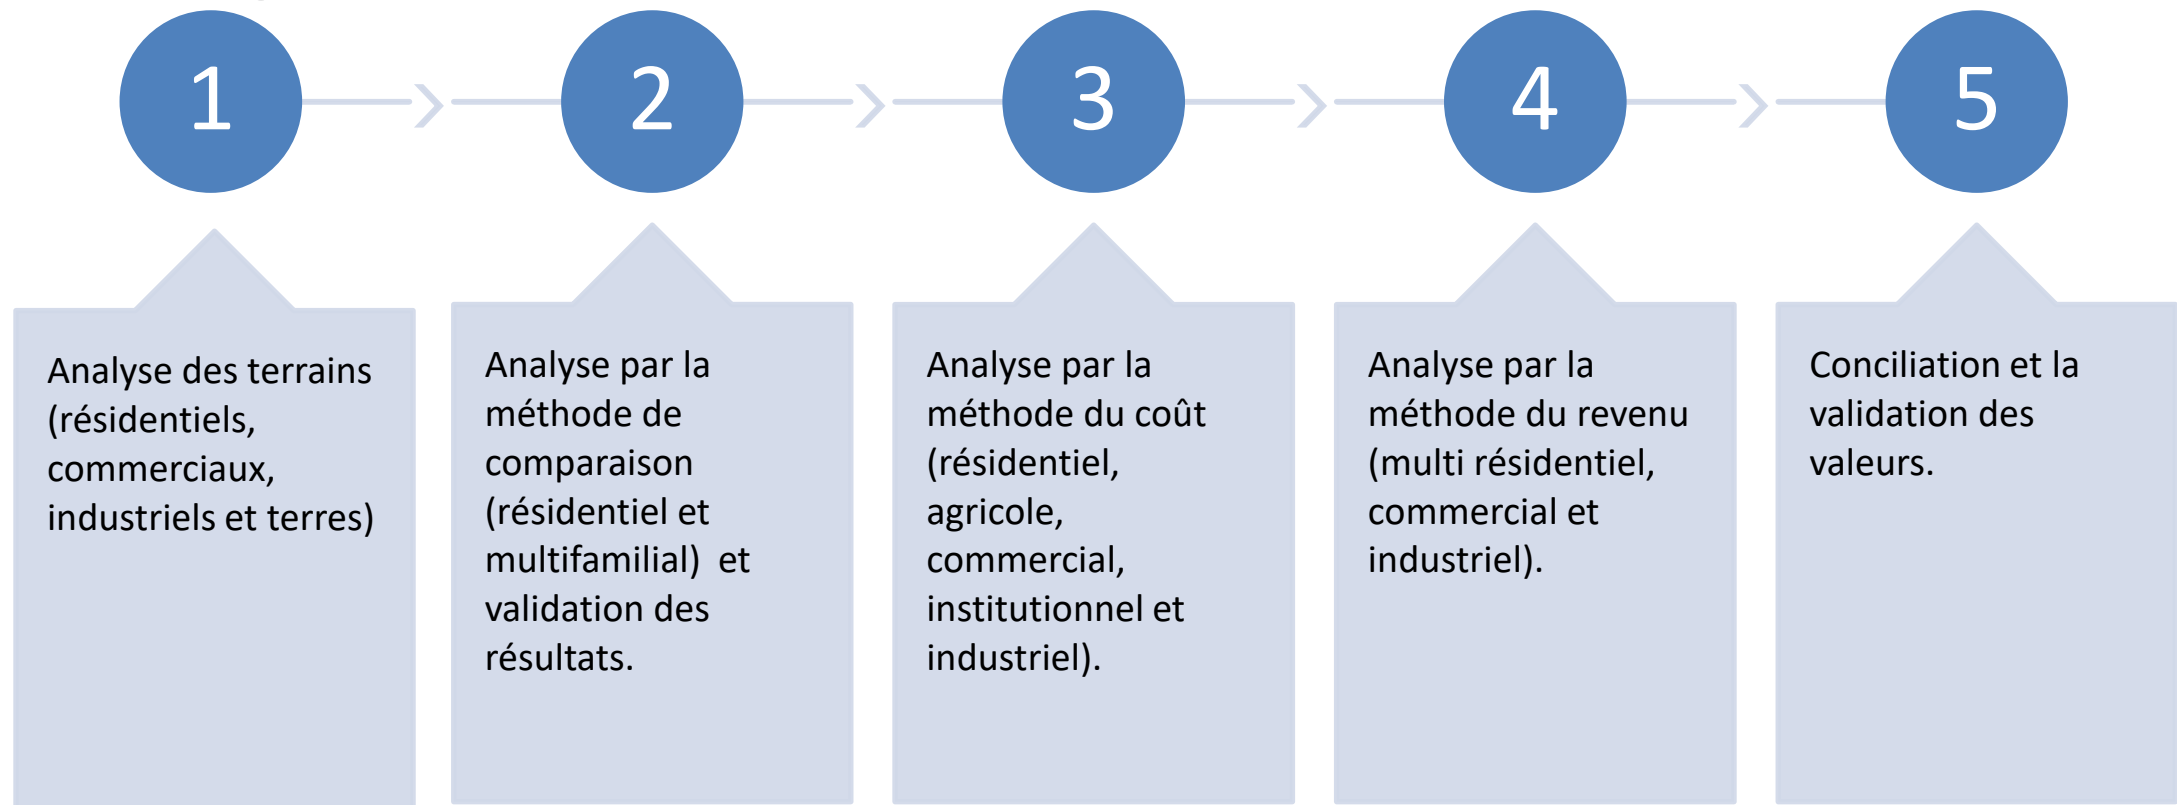 1
2
3
4
5
Analyse des terrains
(résidentiels,
commerciaux,
industriels et terres)
Analyse par la
méthode de
comparaison
(résidentiel et
multifamilial)  et
validation des
résultats.
Analyse par la
méthode du coût
(résidentiel,
agricole,
commercial,
institutionnel et
industriel).
Analyse par la
méthode du revenu
(multi résidentiel,
commercial et
industriel).
Conciliation et la
validation des
valeurs.